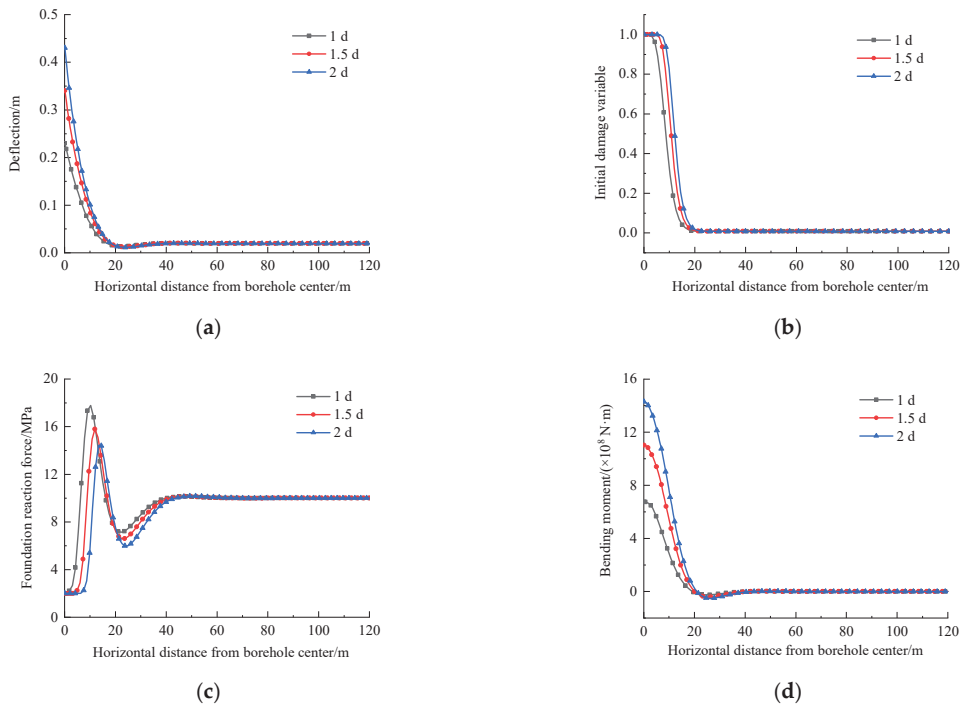 0.5
0.4
0.3
0.2
0.1
0.0
Deflection/m
1 d
1.5 d
2 d
0 20 40 60 80 100 120
Horizontal distance from borehole center/m
(a)
1.0
0.8
0.6
0.4
0.2
0.0
Initial damage variable
1 d
1.5 d
2 d
0 20 40 60 80 100 120
Horizontal distance from borehole center/m
(b)
20
16
12
8
4
0
Foundation reaction force/MPa
1 d
1.5 d
2 d
0 20 40 60 80 100 120
Horizontal distance from borehole center/m
(c)
16
12
8
4
0
Bending moment/(×10⁸ N·m)
1 d
1.5 d
2 d
0 20 40 60 80 100 120
Horizontal distance from borehole center/m
(d)